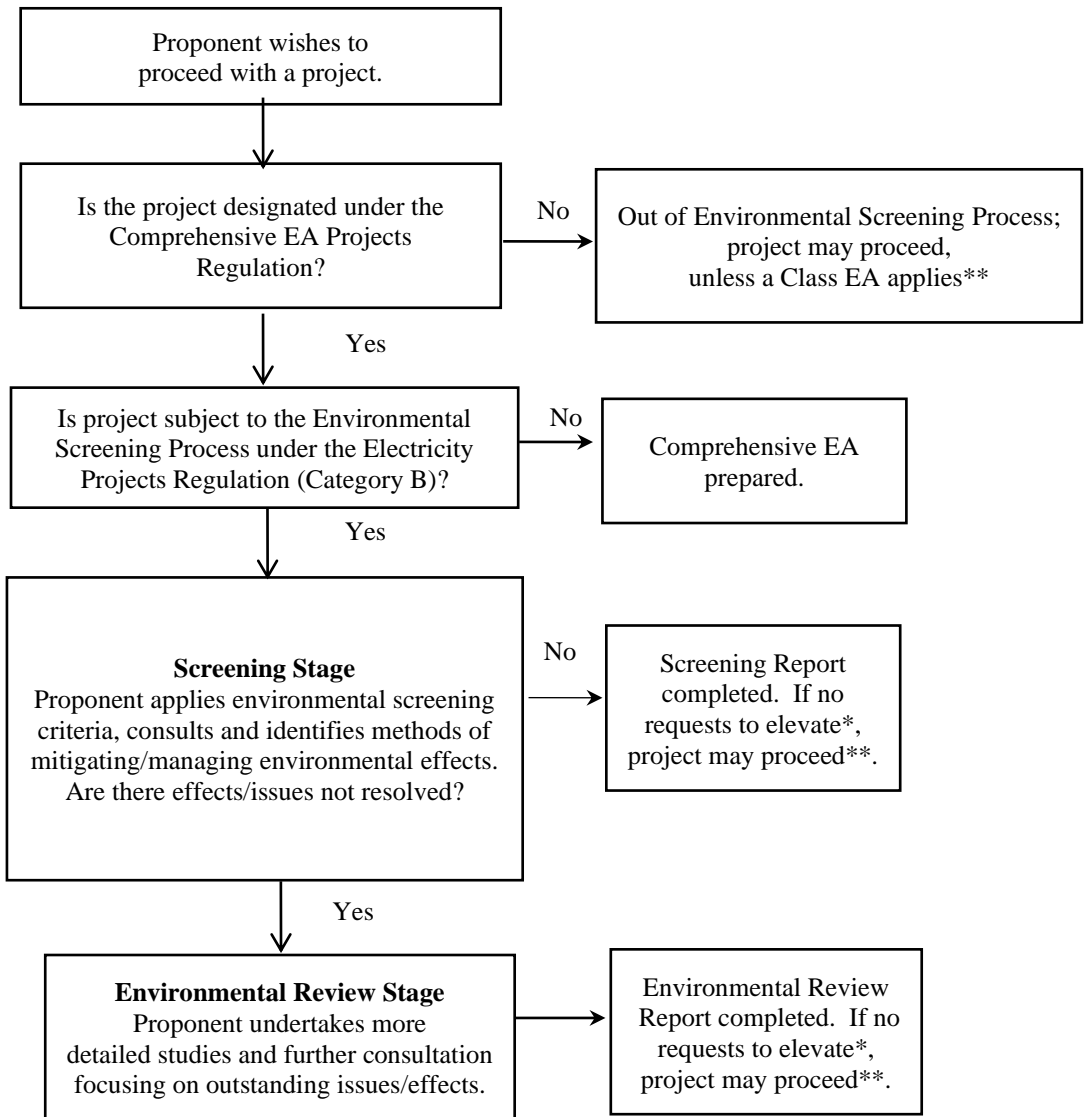 Proponent wishes to
proceed with a project.
Is the project designated under the
Comprehensive EA Projects
Regulation?
No
Out of Environmental Screening Process;
project may proceed,
unless a Class EA applies**
Yes
Is project subject to the Environmental
Screening Process under the Electricity
Projects Regulation (Category B)?
No
Comprehensive EA
prepared.
Yes
Screening Stage
Proponent applies environmental screening
criteria, consults and identifies methods of
mitigating/managing environmental effects.
Are there effects/issues not resolved?
No
Screening Report
completed.  If no
requests to elevate*,
project may proceed**.
Yes
Environmental Review Stage
Proponent undertakes more
detailed studies and further consultation
focusing on outstanding issues/effects.
Environmental Review
Report completed.  If no
requests to elevate*,
project may proceed**.